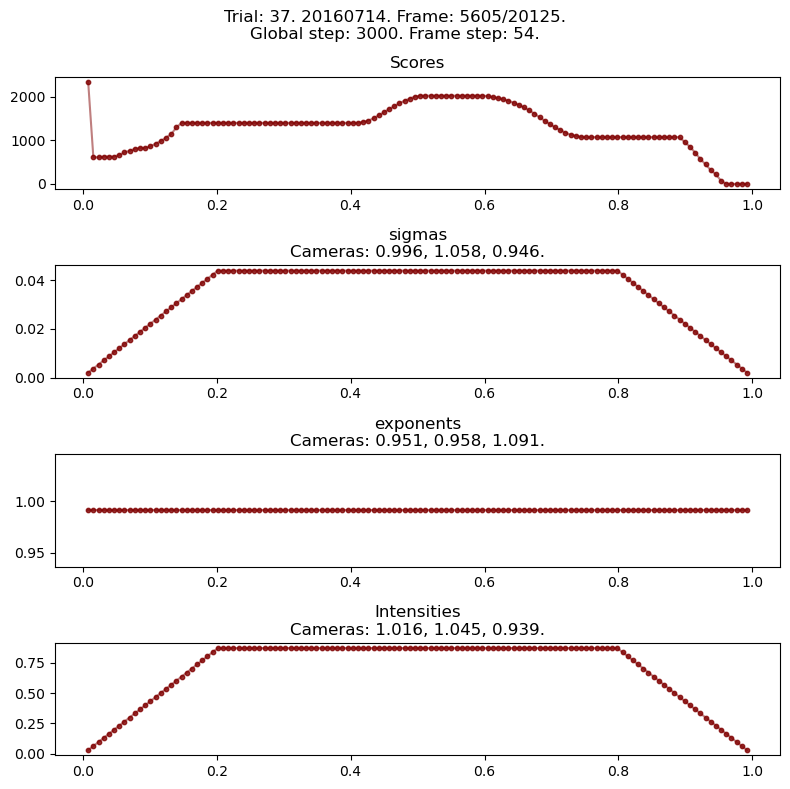 Trial: 37. 20160714. Frame: 5605/20125.
Global step: 3000. Frame step: 54.
Scores
2000
1000
0
0.0 0.2 0.4 0.6 0.8 1.0
sigmas
Cameras: 0.996, 1.058, 0.946.
0.04
0.02
0.00
0.0 0.2 0.4 0.6 0.8 1.0
exponents
Cameras: 0.951, 0.958, 1.091.
1.00
0.95
0.0 0.2 0.4 0.6 0.8 1.0
Intensities
Cameras: 1.016, 1.045, 0.939.
0.75
0.50
0.25
0.00
0.0 0.2 0.4 0.6 0.8 1.0